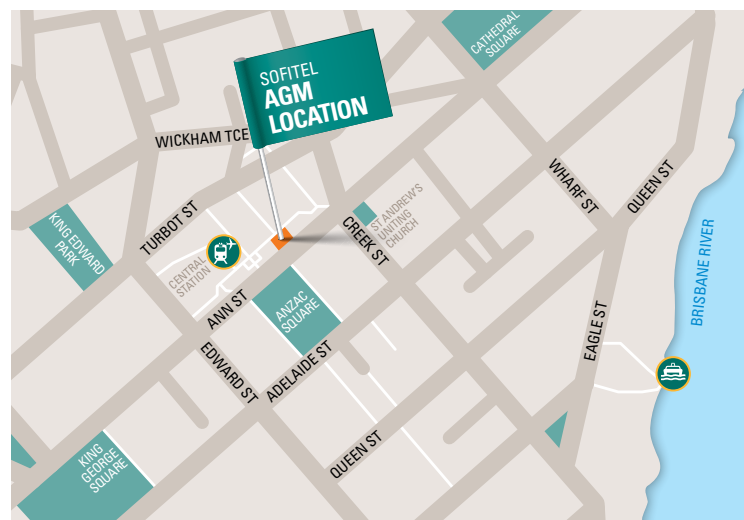 CATHEDRAL
SQUARE
SOFITEL
AGM
LOCATION
WICKHAM TCE
WHARF ST
QUEEN ST
TURBOT ST
KING EDWARD
PARK
ST ANDREW'S
UNITING
CHURCH
CREEK ST
CENTRAL
STATION
BRISBANE RIVER
ANN ST
ANZAC
SQUARE
EAGLE ST
EDWARD ST
ADELAIDE ST
QUEEN ST
KING
GEORGE
SQUARE